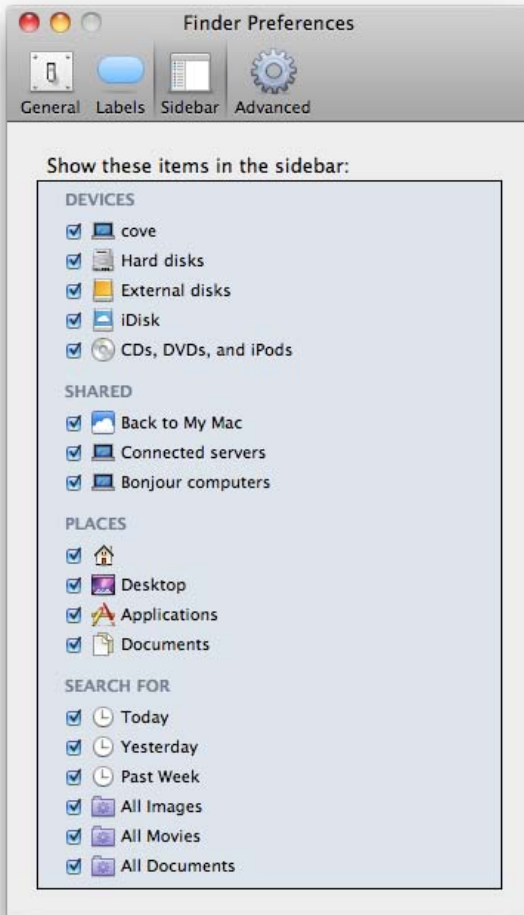 Finder Preferences
General Labels Sidebar Advanced
Show these items in the sidebar:
DEVICES
cove
Hard disks
External disks
iDisk
CDs, DVDs, and iPods
SHARED
Back to My Mac
Connected servers
Bonjour computers
PLACES
Desktop
Applications
Documents
SEARCH FOR
Today
Yesterday
Past Week
All Images
All Movies
All Documents